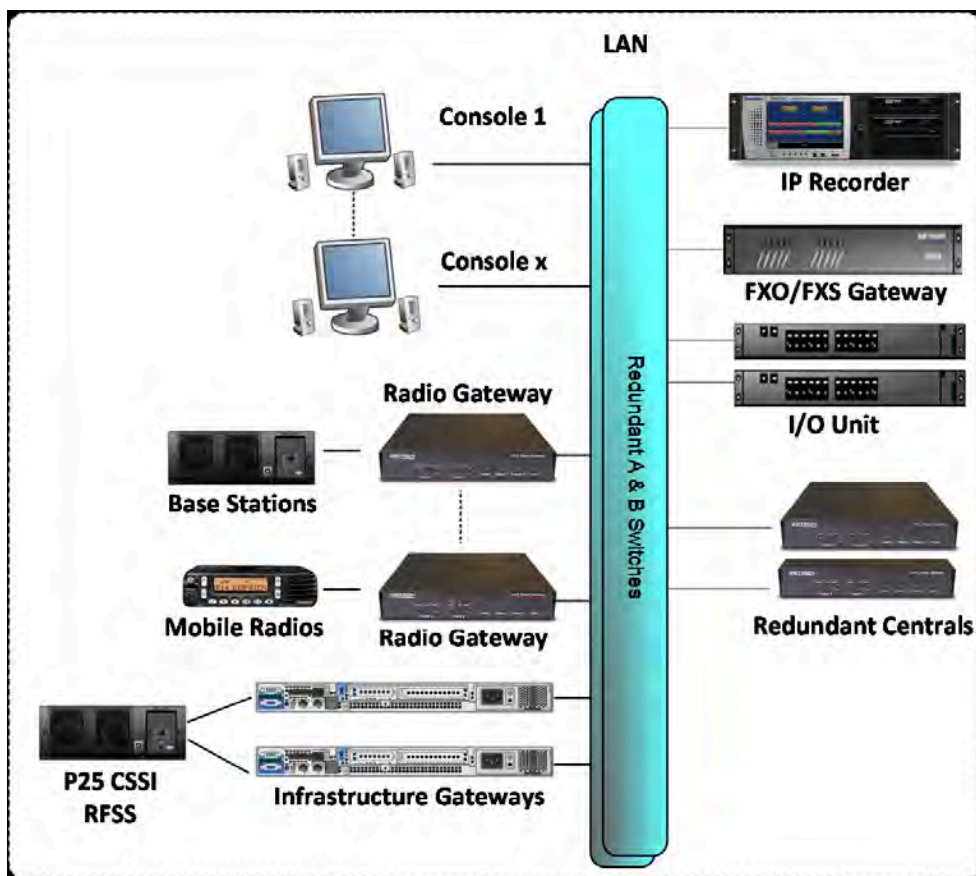 LAN
Console 1
IP Recorder
Console x
FXO/FXS Gateway
Radio Gateway
I/O Unit
Base Stations
Redundant A & B Switches
Mobile Radios
Radio Gateway
Redundant Centrals
P25 CSSI
RFSS
Infrastructure Gateways